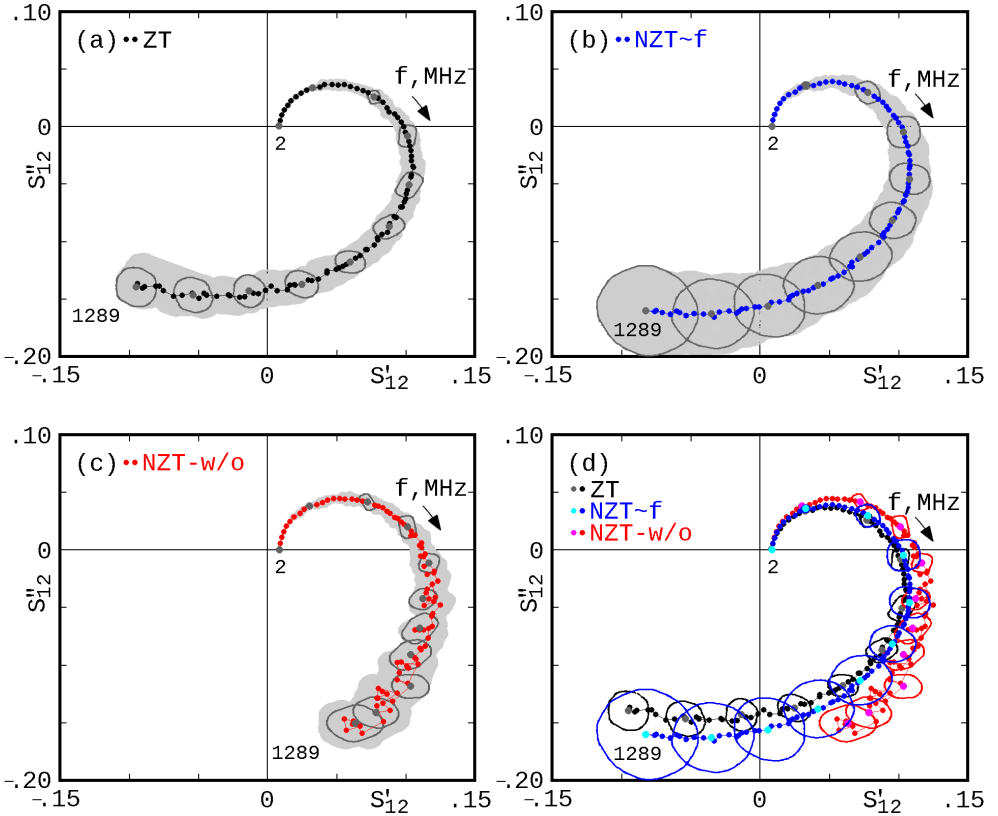 .10
(a) ZT
f,MHz
0
2
S″12
1289
−.20
−.15
0
S′12
.15
.10
(b) NZT~f
f,MHz
0
2
S″12
1289
−.20
−.15
0
S′12
.15
.10
(c) NZT-w/o
f,MHz
0
2
S″12
1289
−.20
−.15
0
S′12
.15
.10
(d)
ZT
NZT~f
NZT-w/o
f,MHz
0
2
S″12
1289
−.20
−.15
0
S′12
.15